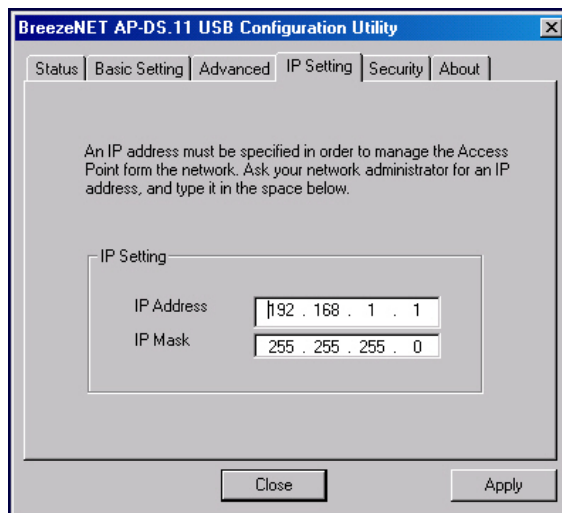 BreezeNET AP-DS.11 USB Configuration Utility
Status Basic Setting Advanced IP Setting Security About
An IP address must be specified in order to manage the Access
Point form the network. Ask your network administrator for an IP
address, and type it in the space below.
IP Setting
IP Address 192 . 168 . 1 . 1
IP Mask 255 . 255 . 255 . 0
Close Apply